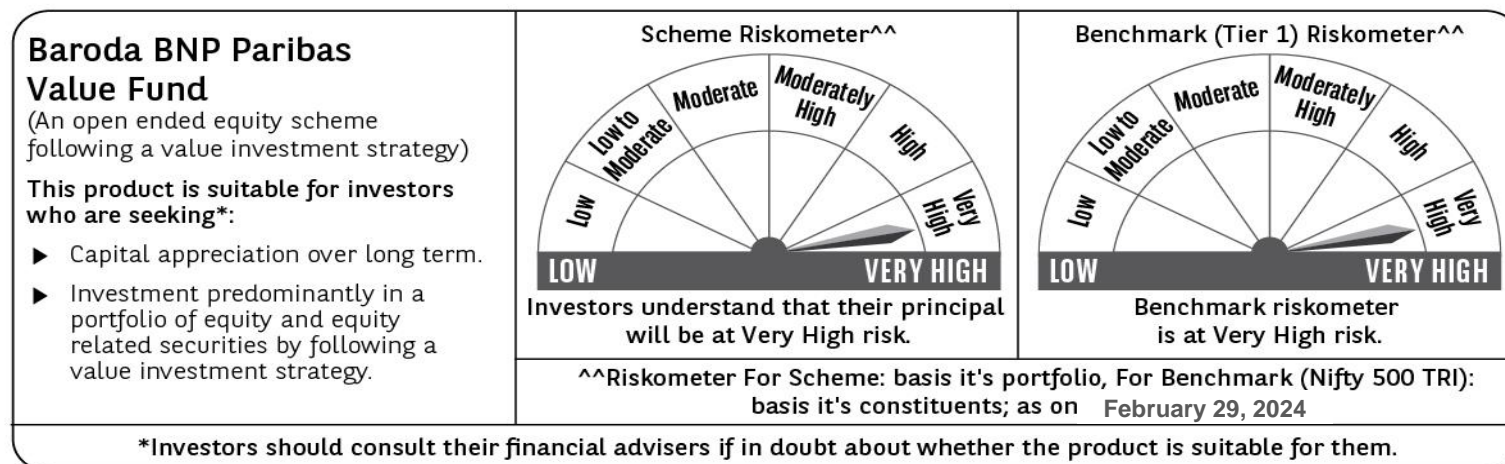 Baroda BNP Paribas
Value Fund
(An open ended equity scheme
following a value investment strategy)
This product is suitable for investors
who are seeking*:
▶ Capital appreciation over long term.
▶ Investment predominantly in a
portfolio of equity and equity
related securities by following a
value investment strategy.
Scheme Riskometer^^
Low
Low to
Moderate
Moderate
Moderately
High
High
Very
High
LOW VERY HIGH
Investors understand that their principal
will be at Very High risk.
Benchmark (Tier 1) Riskometer^^
Low
Low to
Moderate
Moderate
Moderately
High
High
Very
High
LOW VERY HIGH
Benchmark riskometer
is at Very High risk.
^^Riskometer For Scheme: basis it's portfolio, For Benchmark (Nifty 500 TRI):
basis it's constituents; as on February 29, 2024
*Investors should consult their financial advisers if in doubt about whether the product is suitable for them.